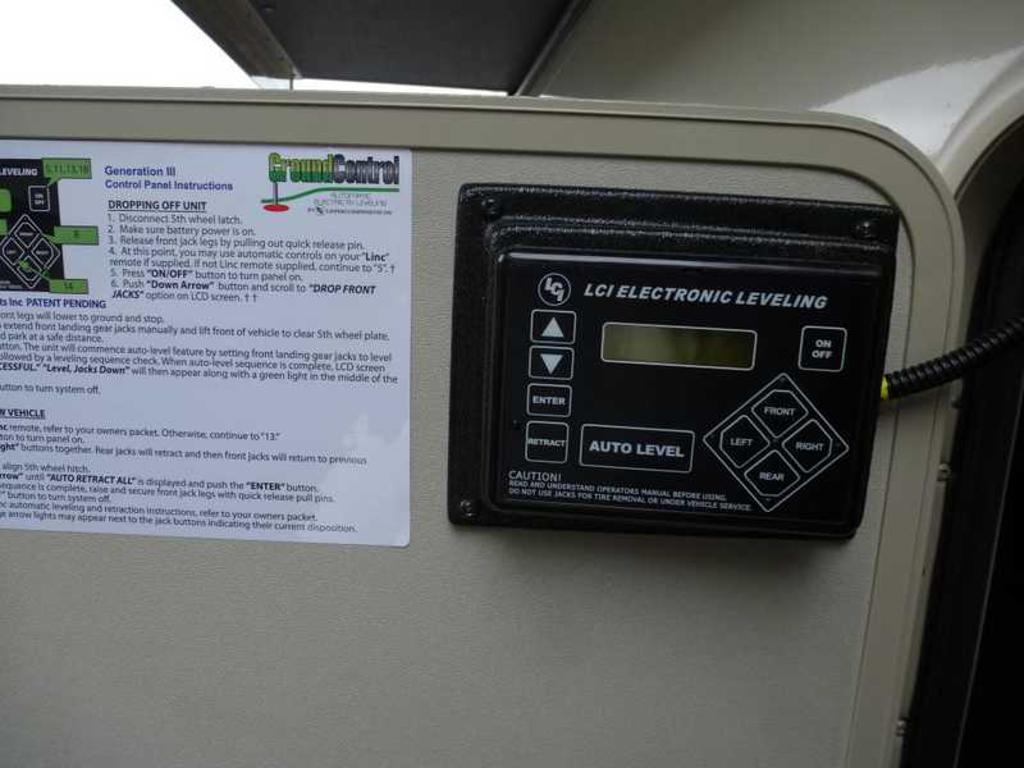 LEVELING
5,11,13,18
ON
OFF
8
14
Generation III
Control Panel Instructions
GroundControl
DROPPING OFF UNIT
1. Disconnect 5th wheel latch.
2. Make sure battery power is on.
3. Release front jack legs by pulling out quick release pin.
4. At this point, you may use automatic controls on your "Linc"
remote if supplied. If not Linc remote supplied, continue to "5". †
5. Press "ON/OFF" button to turn panel on.
6. Push "Down Arrow" button and scroll to "DROP FRONT
JACKS" option on LCD screen. † †
ts Inc PATENT PENDING
ont legs will lower to ground and stop.
extend front landing gear jacks manually and lift front of vehicle to clear 5th wheel plate.
d park at a safe distance.
utton. The unit will commence auto-level feature by setting front landing gear jacks to level
ollowed by a leveling sequence check. When auto-level sequence is complete, LCD screen
CESSFUL." "Level, Jacks Down" will then appear along with a green light in the middle of the
utton to turn system off.
W VEHICLE
nc remote, refer to your owners packet. Otherwise, continue to "13."
ton to turn panel on.
ght" buttons together. Rear jacks will retract and then front jacks will return to previous
align 5th wheel hitch.
rrow" until "AUTO RETRACT ALL" is displayed and push the "ENTER" button.
sequence is complete, raise and secure front jack legs with quick release pull pins.
" button to turn system off.
nc automatic leveling and retraction instructions, refer to your owners packet.
ge arrow lights may appear next to the jack buttons indicating their current disposition.
LCI
LCI ELECTRONIC LEVELING
ON
OFF
ENTER
RETRACT
AUTO LEVEL
FRONT
LEFT
RIGHT
REAR
CAUTION!
READ AND UNDERSTAND OPERATORS MANUAL BEFORE USING.
DO NOT USE JACKS FOR TIRE REMOVAL OR UNDER VEHICLE SERVICE.